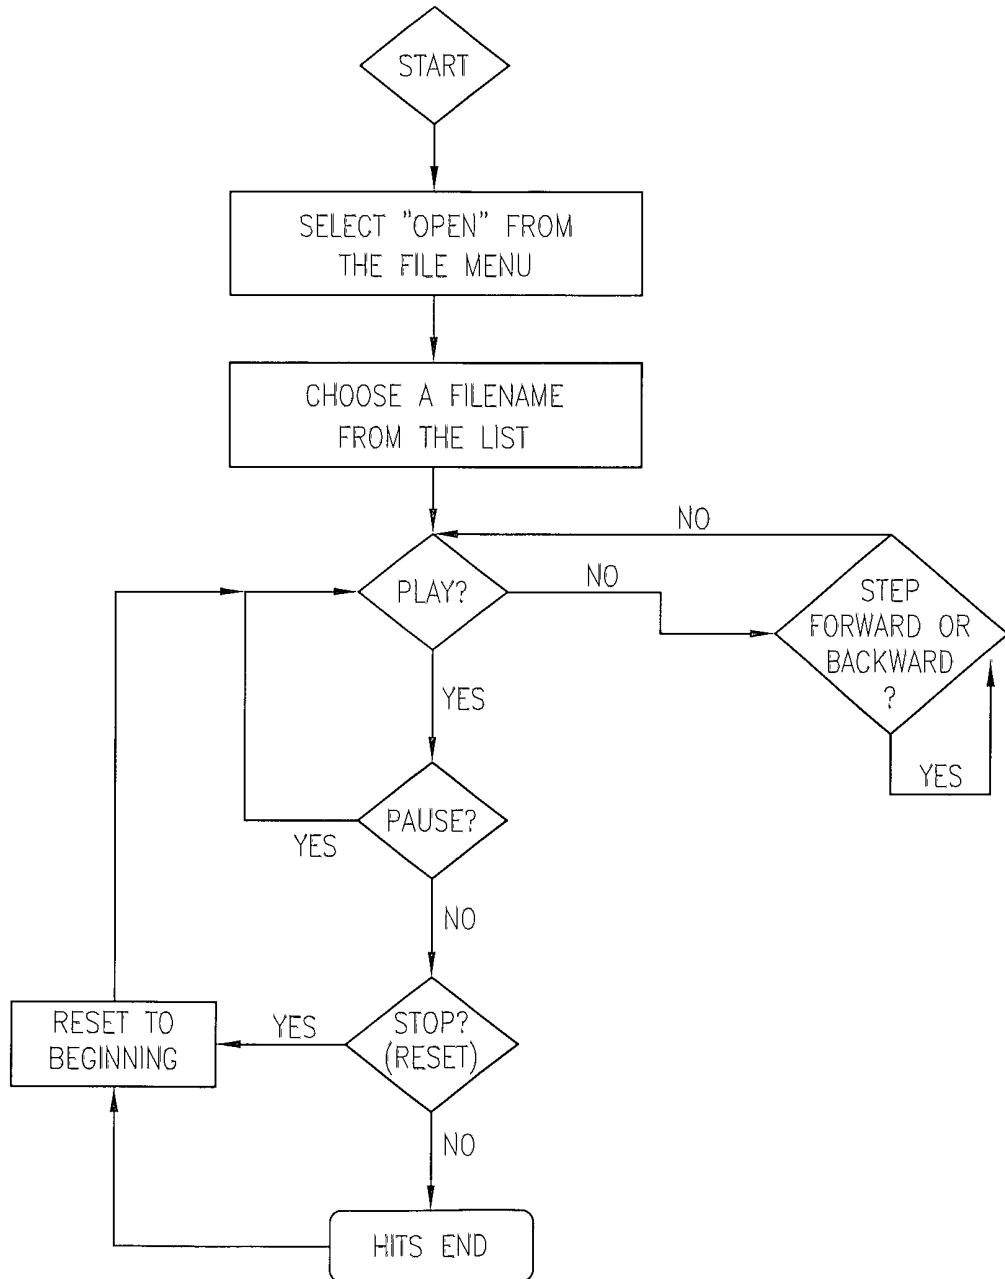 START
SELECT "OPEN" FROM
THE FILE MENU
CHOOSE A FILENAME
FROM THE LIST
NO
PLAY?
NO
STEP
FORWARD OR
BACKWARD
?
YES
YES
PAUSE?
YES
NO
STOP?
(RESET)
YES
RESET TO
BEGINNING
NO
HITS END